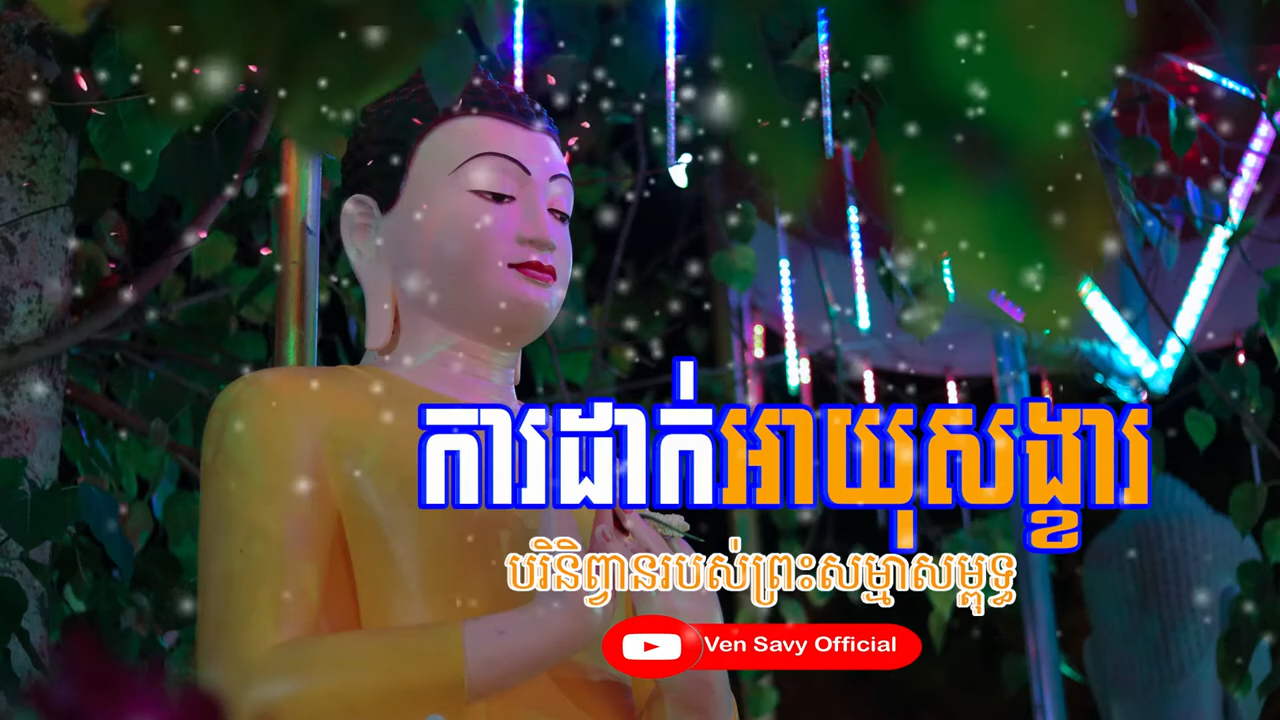 ការដាក់អាយុសង្ខារ
បរិនិព្វានរបស់ព្រះសម្មាសម្ពុទ្ធ
Ven Savy Official